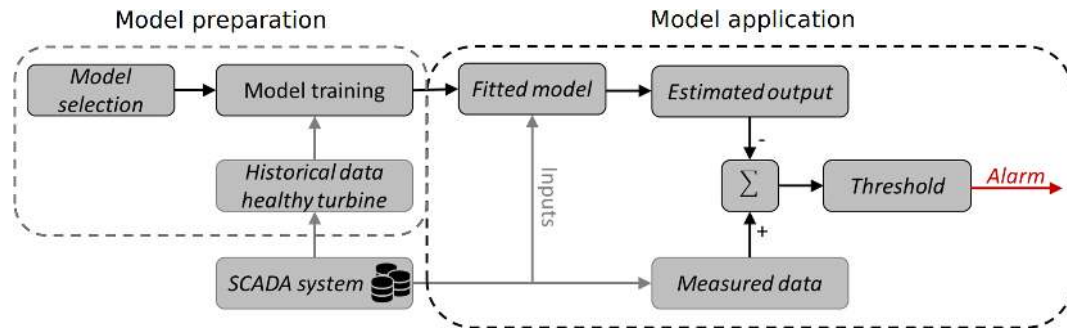 Model preparation
Model application
Model
selection
Model training
Fitted model
Estimated output
-
Historical data
healthy turbine
Inputs
Σ
Threshold
Alarm
+
SCADA system
Measured data